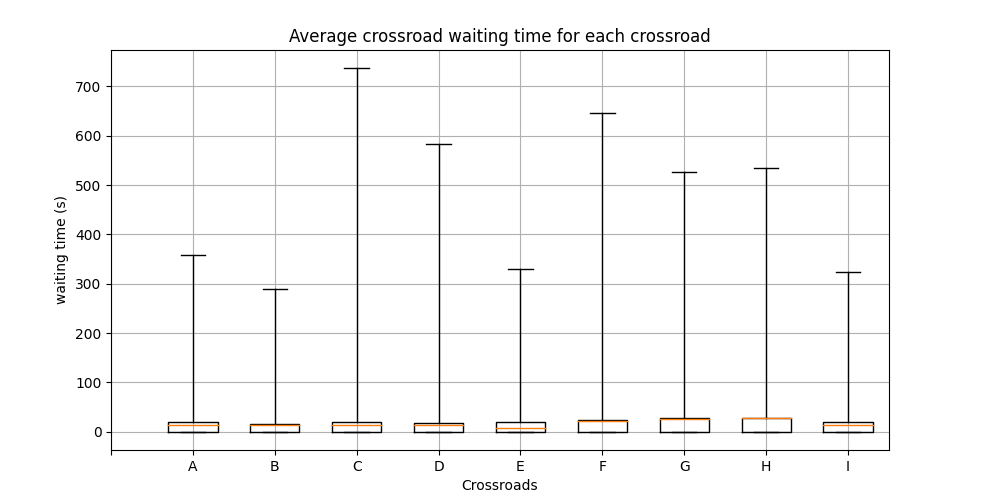 Average crossroad waiting time for each crossroad
waiting time (s)
700
600
500
400
300
200
100
0
A B C D E F G H I
Crossroads